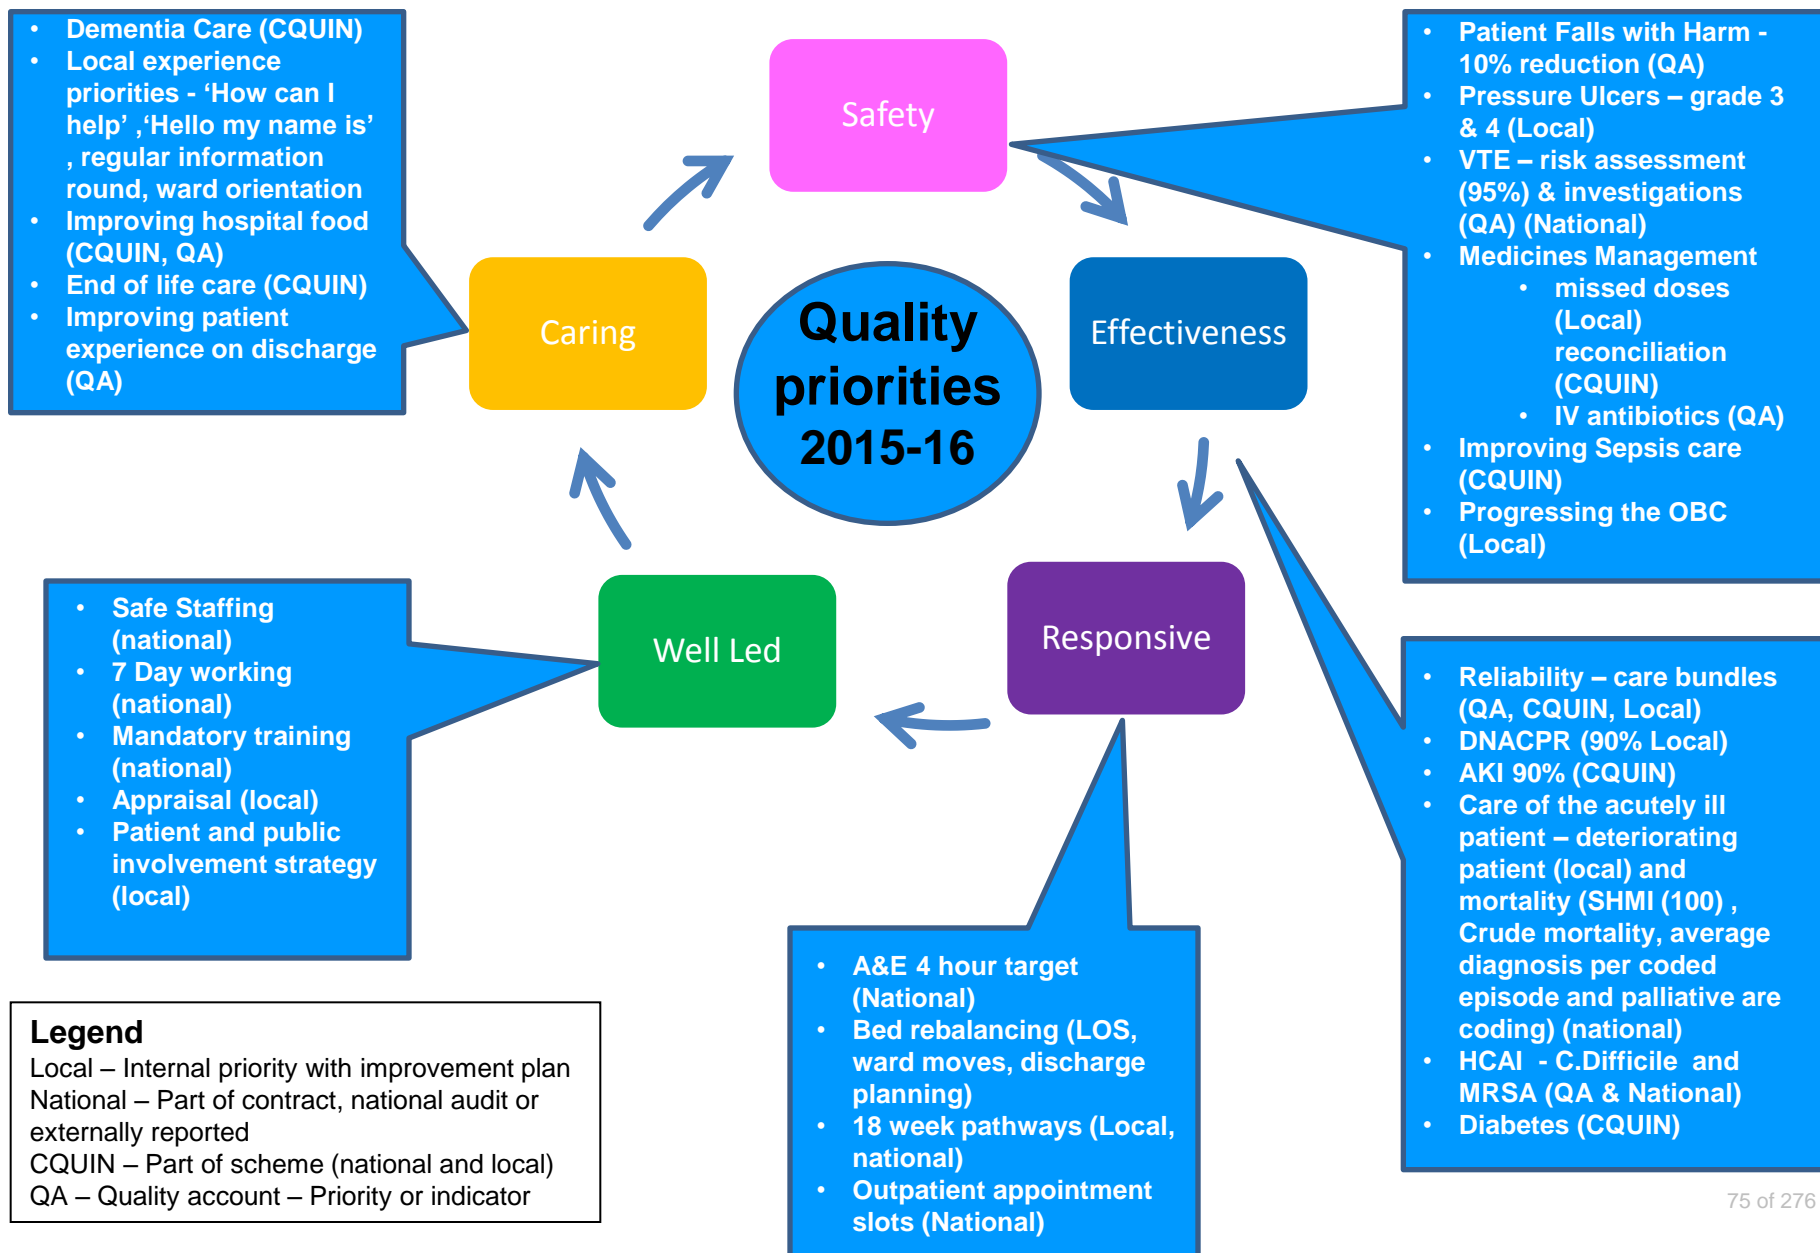 • Dementia Care (CQUIN)
• Local experience
priorities - ‘How can I
help’ ,‘Hello my name is’
, regular information
round, ward orientation
• Improving hospital food
(CQUIN, QA)
• End of life care (CQUIN)
• Improving patient
experience on discharge
(QA)
Safety
• Patient Falls with Harm -
10% reduction (QA)
• Pressure Ulcers – grade 3
& 4 (Local)
• VTE – risk assessment
(95%) & investigations
(QA) (National)
• Medicines Management
• missed doses
(Local)
reconciliation
(CQUIN)
• IV antibiotics (QA)
• Improving Sepsis care
(CQUIN)
• Progressing the OBC
(Local)
Caring
Quality
priorities
2015-16
Effectiveness
• Safe Staffing
(national)
• 7 Day working
(national)
• Mandatory training
(national)
• Appraisal (local)
• Patient and public
involvement strategy
(local)
Well Led
Responsive
• Reliability – care bundles
(QA, CQUIN, Local)
• DNACPR (90% Local)
• AKI 90% (CQUIN)
• Care of the acutely ill
patient – deteriorating
patient (local) and
mortality (SHMI (100) ,
Crude mortality, average
diagnosis per coded
episode and palliative are
coding) (national)
• HCAI - C.Difficile and
MRSA (QA & National)
• Diabetes (CQUIN)
• A&E 4 hour target
(National)
• Bed rebalancing (LOS,
ward moves, discharge
planning)
• 18 week pathways (Local,
national)
• Outpatient appointment
slots (National)
Legend
Local – Internal priority with improvement plan
National – Part of contract, national audit or
externally reported
CQUIN – Part of scheme (national and local)
QA – Quality account – Priority or indicator
75 of 276